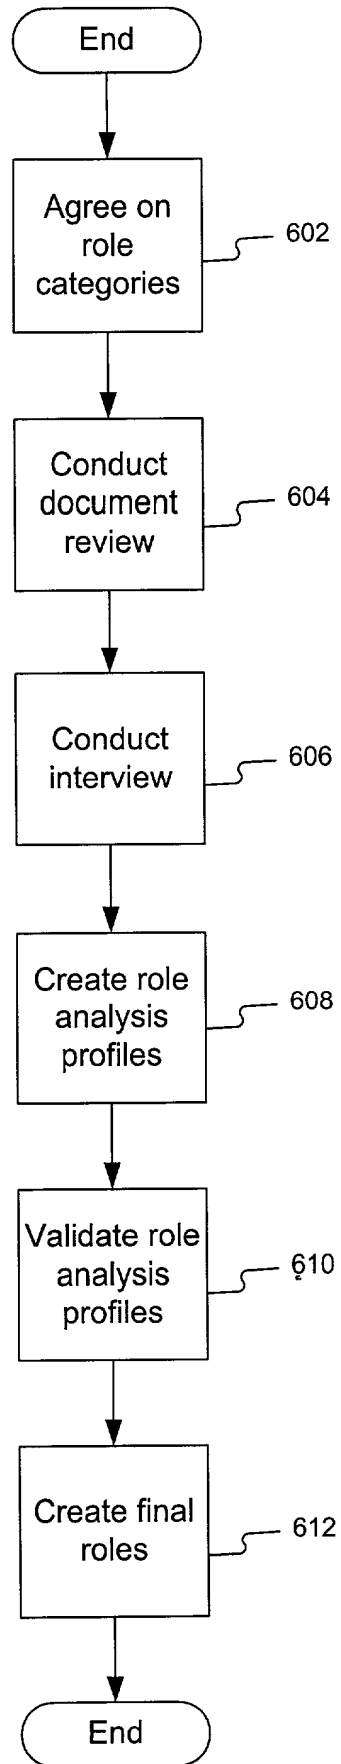 End
Agree on
role
categories
602
Conduct
document
review
604
Conduct
interview
606
Create role
analysis
profiles
608
Validate role
analysis
profiles
610
Create final
roles
612
End